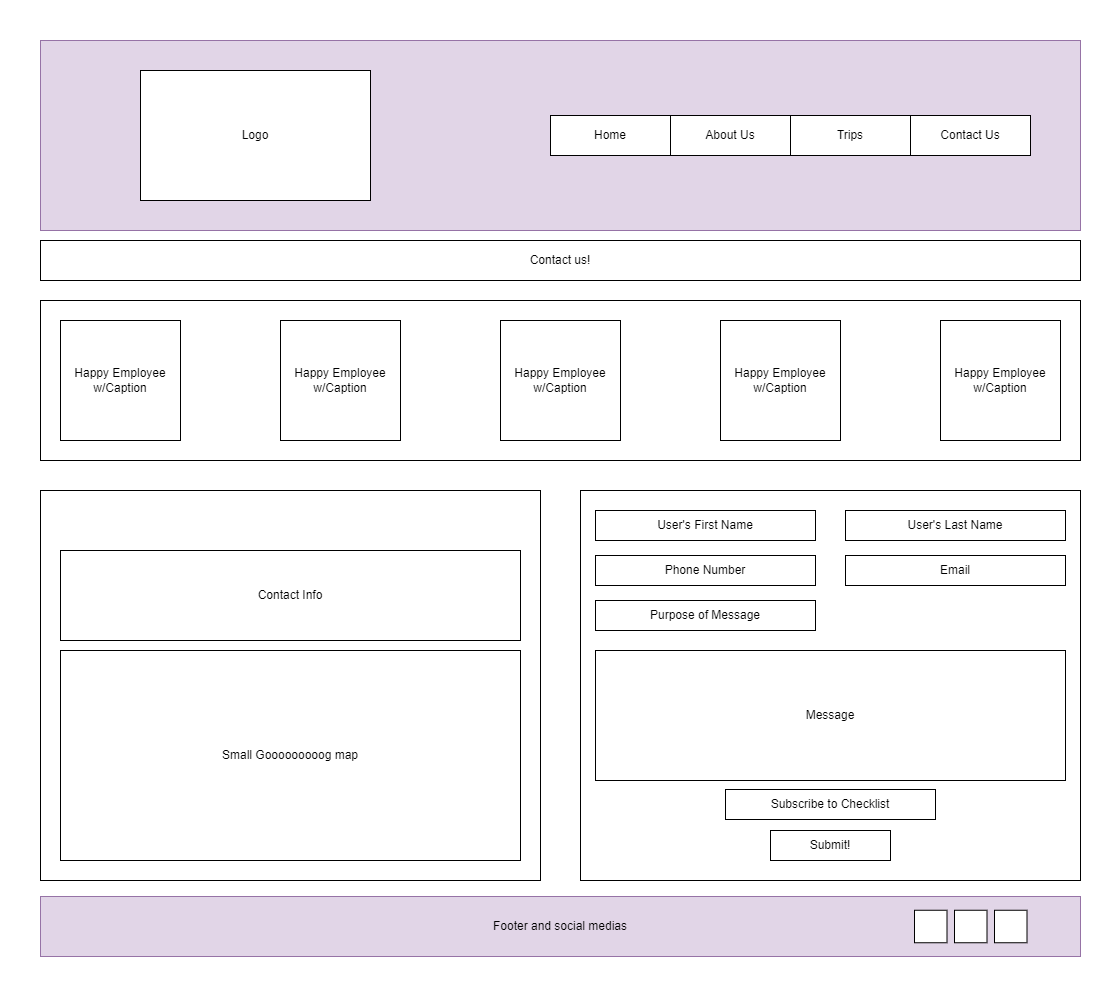 Logo
Home
About Us
Trips
Contact Us
Contact us!
Happy Employee
w/Caption
Happy Employee
w/Caption
Happy Employee
w/Caption
Happy Employee
w/Caption
Happy Employee
w/Caption
Contact Info
Small Gooooooooog map
User's First Name
User's Last Name
Phone Number
Email
Purpose of Message
Message
Subscribe to Checklist
Submit!
Footer and social medias